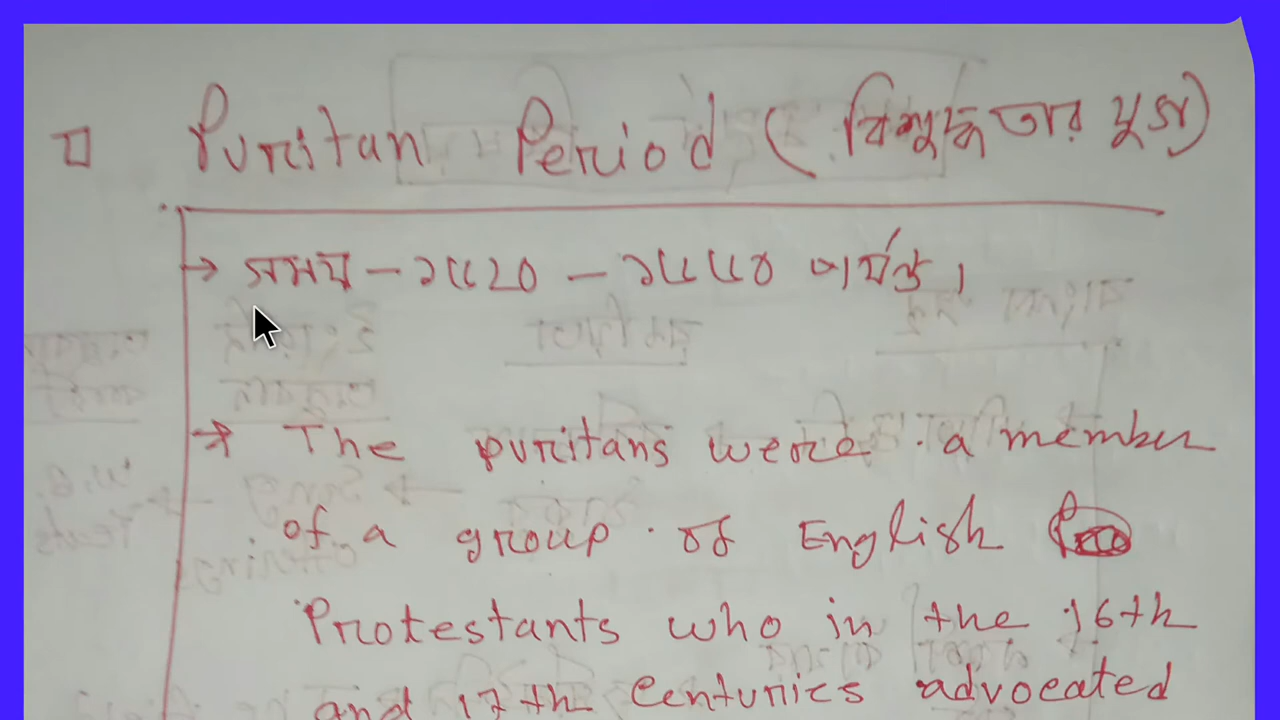 Puritan Period (বিশুদ্ধতার যুগ)
→ সময় - ১৬২০ - ১৬৬০ পর্যন্ত।
→ The puritans were a member
of a group of English
Protestants who in the 16th
and 17th centuries advocated